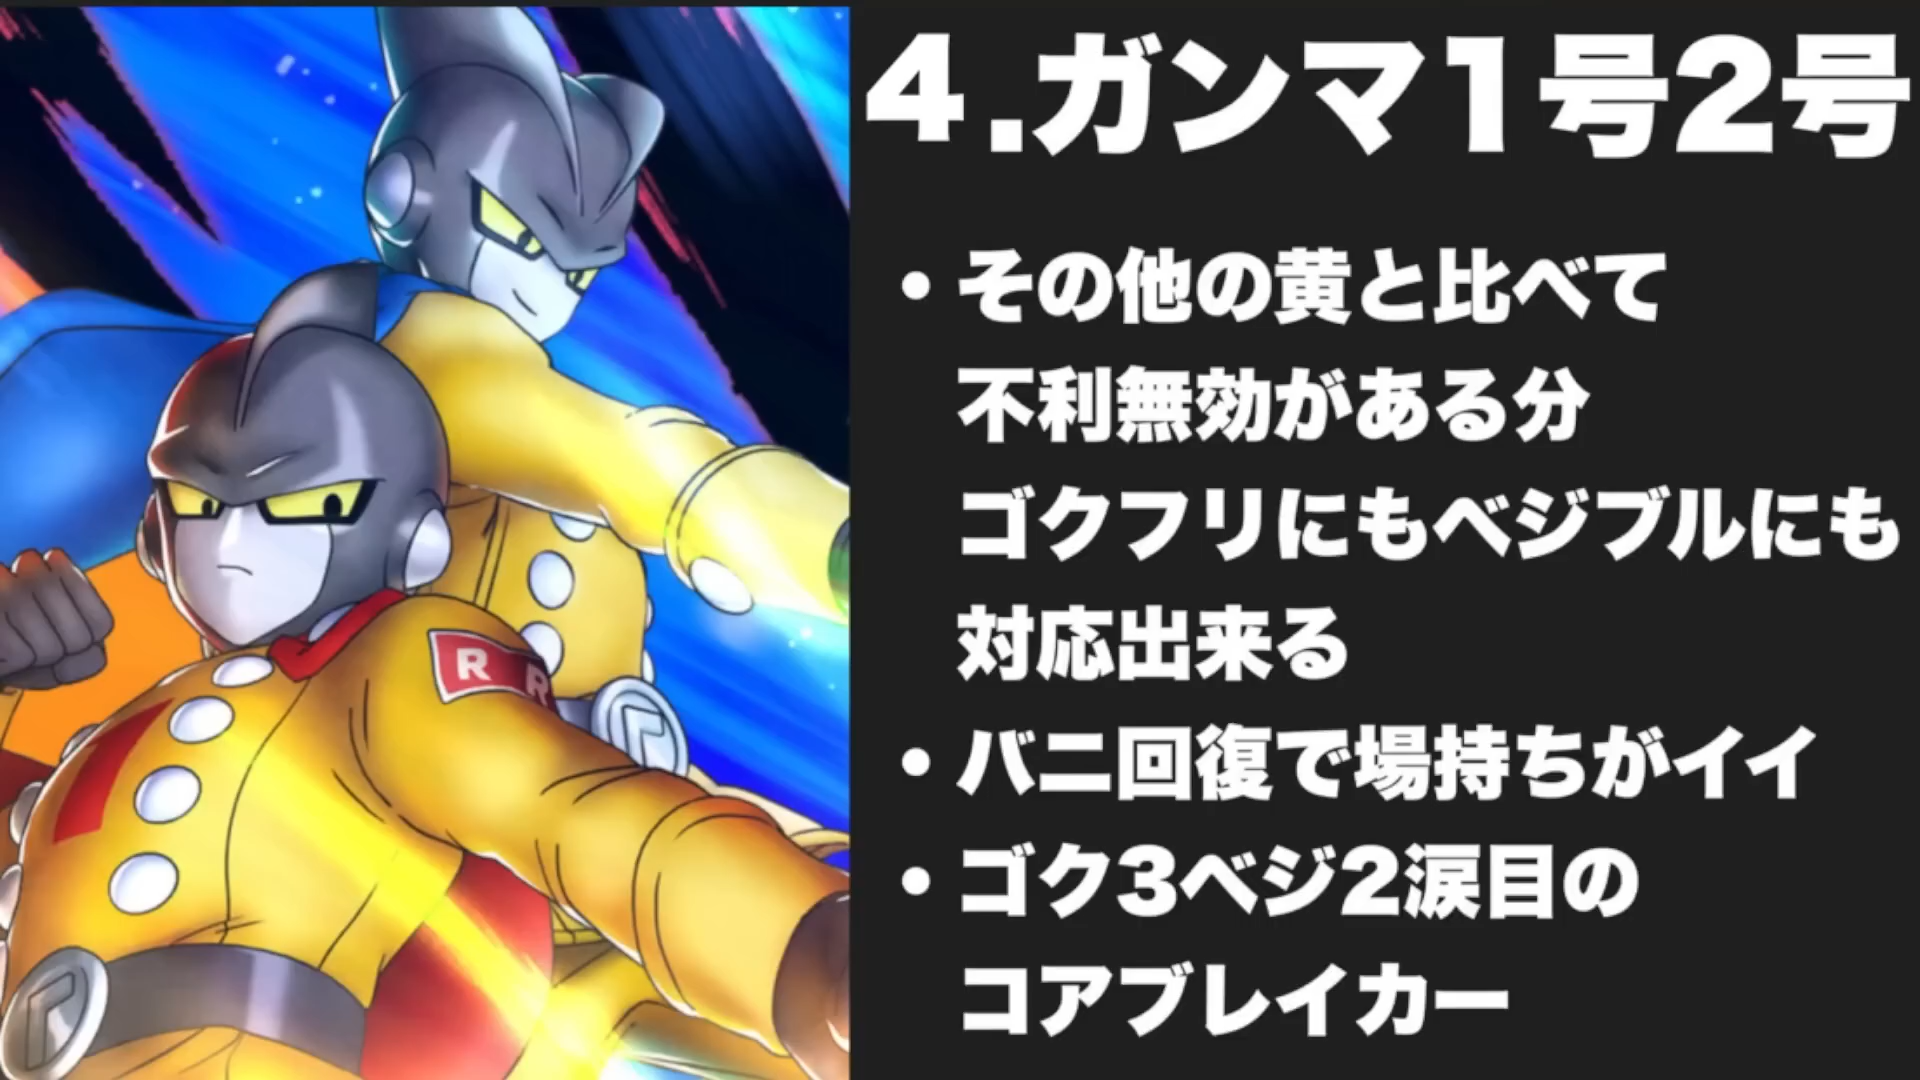 4.ガンマ1号2号
・その他の黄と比べて
不利無効がある分
ゴクフリにもベジブルにも
対応出来る
・バニ回復で場持ちがイイ
・ゴク3ベジ2涙目の
コアブレイカー
R R